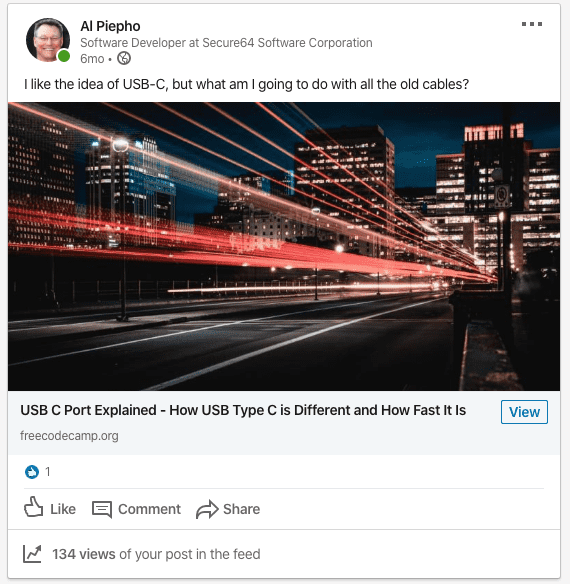 Al Piepho
Software Developer at Secure64 Software Corporation
6mo •
I like the idea of USB-C, but what am I going to do with all the old cables?
USB C Port Explained - How USB Type C is Different and How Fast It Is
View
freecodecamp.org
1
Like Comment Share
134 views of your post in the feed